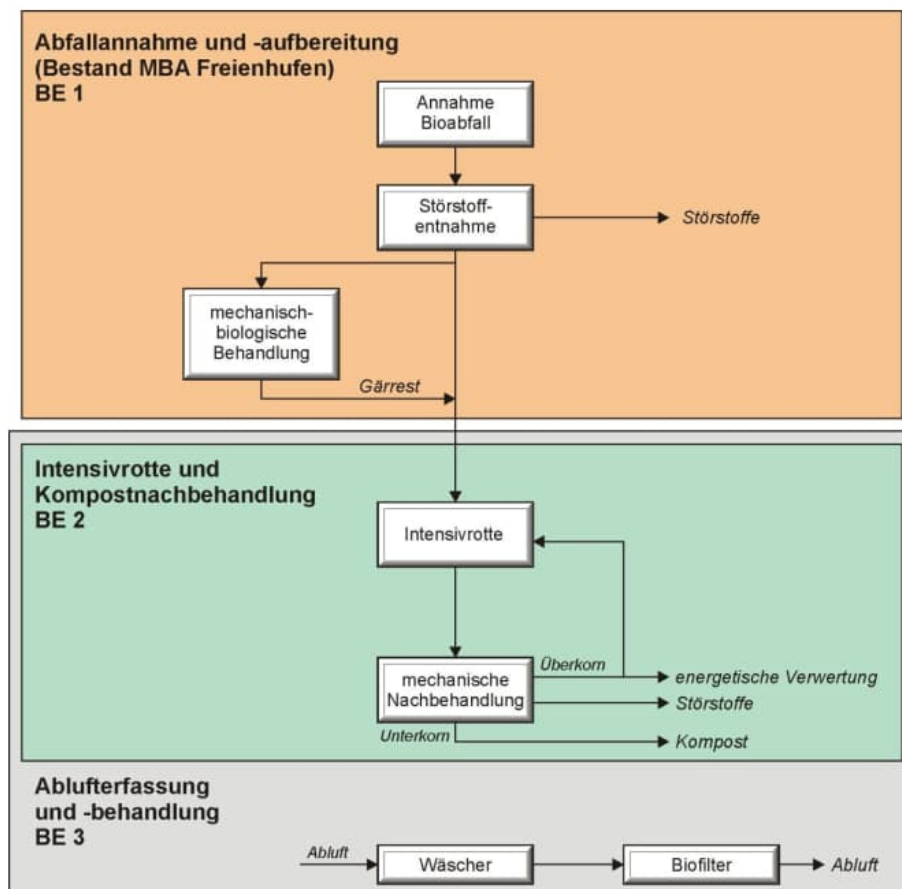 Abfallannahme und -aufbereitung
(Bestand MBA Freienhufen)
BE 1
Annahme
Bioabfall
Störstoff-
entnahme
Störstoffe
mechanisch-
biologische
Behandlung
Gärrest
Intensivrotte und
Kompostnachbehandlung
BE 2
Intensivrotte
mechanische
Nachbehandlung
Überkorn
energetische Verwertung
Störstoffe
Unterkorn
Kompost
Ablufterfassung
und -behandlung
BE 3
Abluft
Wäscher
Biofilter
Abluft